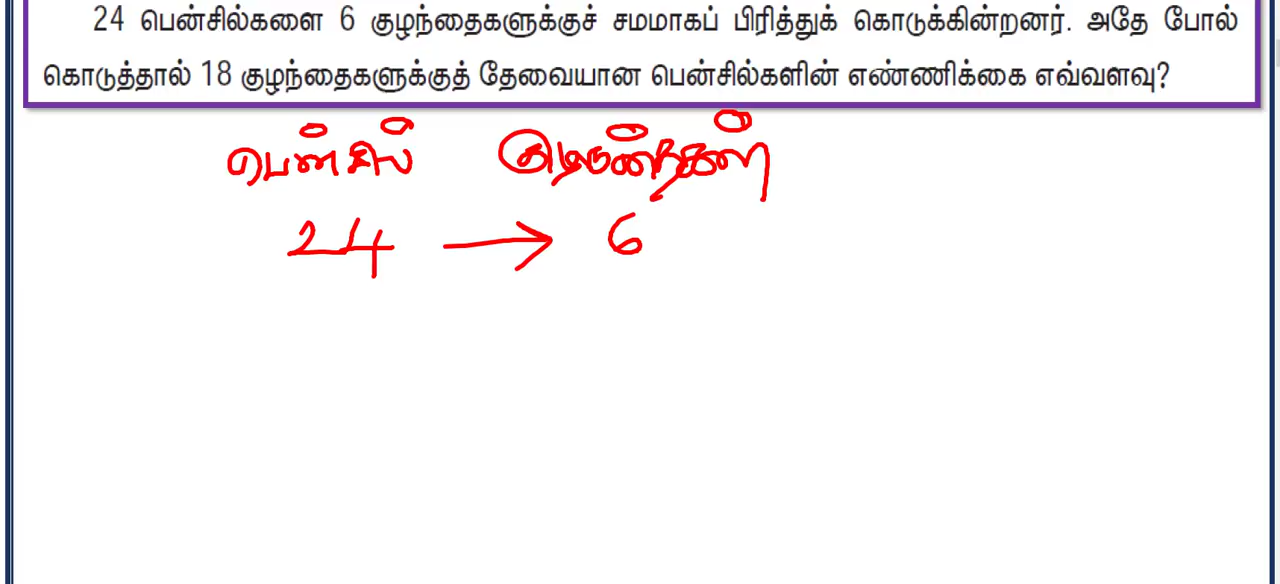 24 பென்சில்களை 6 குழந்தைகளுக்குச் சமமாகப் பிரித்துக் கொடுக்கின்றனர். அதே போல்
கொடுத்தால் 18 குழந்தைகளுக்குத் தேவையான பென்சில்களின் எண்ணிக்கை எவ்வளவு?
பென்சில் குழந்தைகள்
24 → 6